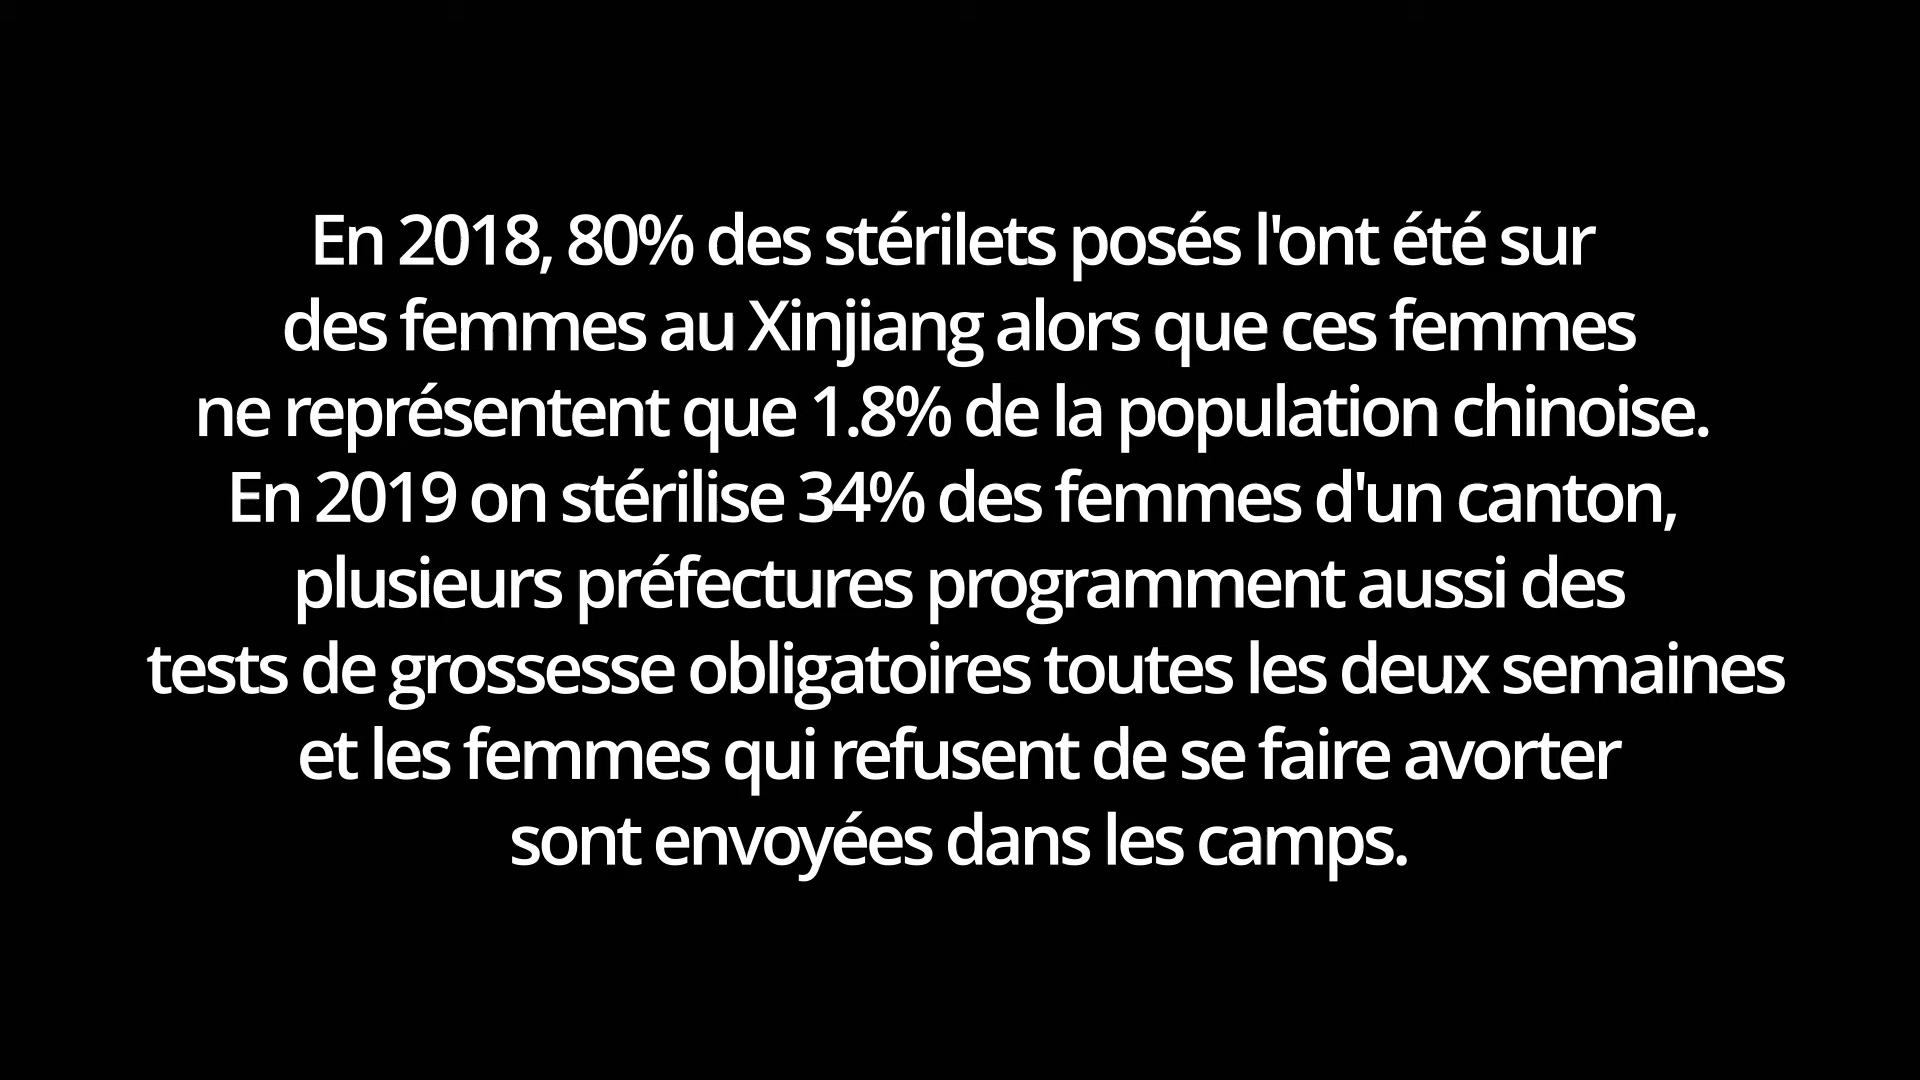 En 2018, 80% des stérilets posés l'ont été sur
des femmes au Xinjiang alors que ces femmes
ne représentent que 1.8% de la population chinoise.
En 2019 on stérilise 34% des femmes d'un canton,
plusieurs préfectures programment aussi des
tests de grossesse obligatoires toutes les deux semaines
et les femmes qui refusent de se faire avorter
sont envoyées dans les camps.